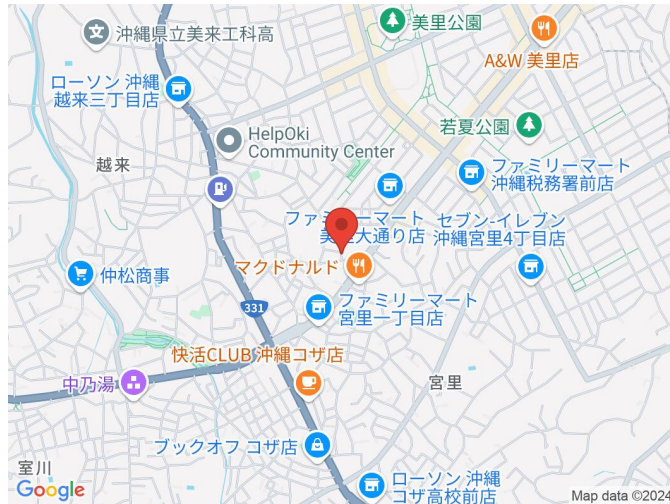 美里公園
沖縄県立美来工科高
A&W 美里店
ローソン 沖縄
越来三丁目店
若夏公園
HelpOki
Community Center
越来
ファミリーマート
沖縄税務署前店
ファミリーマート
大通り店
セブン-イレブン
沖縄宮里4丁目店
マクドナルド
仲松商事
331
ファミリーマート
宮里一丁目店
快活CLUB 沖縄コザ店
中乃湯
宮里
ブックオフ コザ店
室川
ローソン 沖縄
コザ高校前店
Google
Map data ©2024